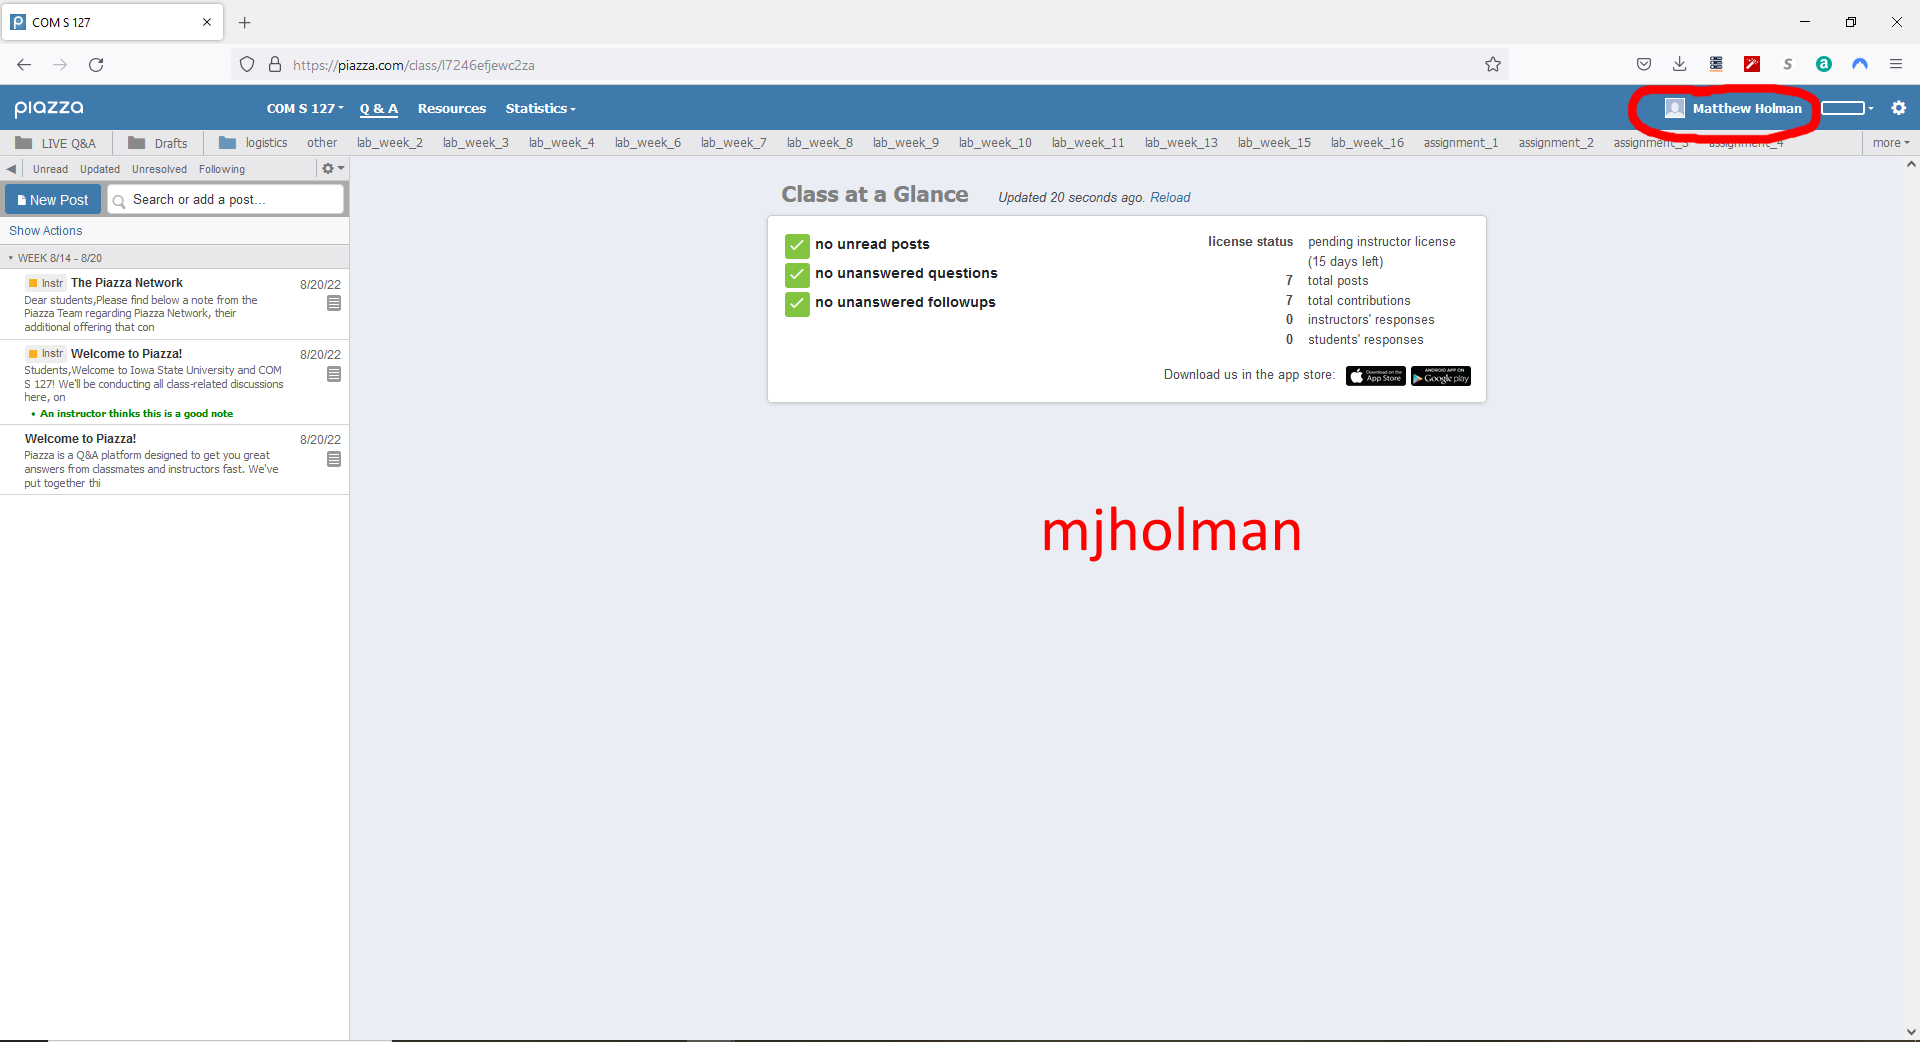 COM S 127
https://piazza.com/class/l7246efjewc2za
piazza
COM S 127 Q & A Resources Statistics
Matthew Holman
LIVE Q&A Drafts logistics other lab_week_2 lab_week_3 lab_week_4 lab_week_6 lab_week_7 lab_week_8 lab_week_9 lab_week_10 lab_week_11 lab_week_13 lab_week_15 lab_week_16 assignment_1 assignment_2 assignment_3 assignment_4 more
Unread Updated Unresolved Following
New Post Search or add a post...
Show Actions
WEEK 8/14 - 8/20
Instr The Piazza Network 8/20/22
Dear students,Please find below a note from the
Piazza Team regarding Piazza Network, their
additional offering that con
Instr Welcome to Piazza! 8/20/22
Students,Welcome to Iowa State University and COM
S 127! We'll be conducting all class-related discussions
here, on
• An instructor thinks this is a good note
Welcome to Piazza! 8/20/22
Piazza is a Q&A platform designed to get you great
answers from classmates and instructors fast. We've
put together thi
Class at a Glance Updated 20 seconds ago. Reload
no unread posts
no unanswered questions
no unanswered followups
license status pending instructor license
(15 days left)
7 total posts
7 total contributions
0 instructors' responses
0 students' responses
Download us in the app store: Download on the App Store ANDROID APP ON Google play
mjholman